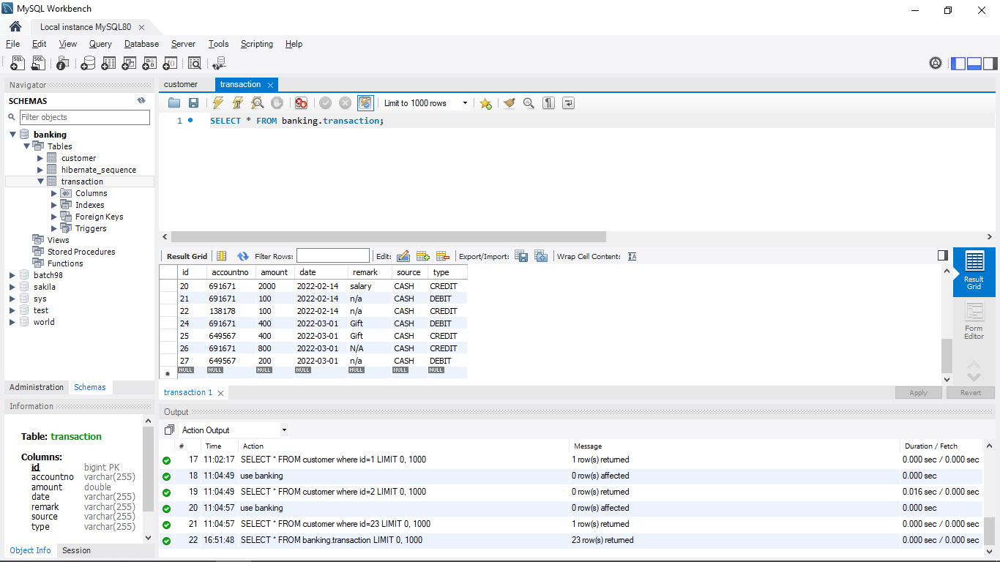 MySQL Workbench
Local instance MySQL80
File Edit View Query Database Server Tools Scripting Help
Navigator
SCHEMAS
Filter objects
banking
Tables
customer
hibernate_sequence
transaction
Columns
Indexes
Foreign Keys
Triggers
Views
Stored Procedures
Functions
batch98
sakila
sys
test
world
Administration Schemas
Information
Table: transaction
Columns:
id bigint PK
accountno varchar(255)
amount double
date varchar(255)
remark varchar(255)
source varchar(255)
type varchar(255)
Object Info Session
customer transaction
Limit to 1000 rows
1 SELECT * FROM banking.transaction;
Result Grid Filter Rows: Edit: Export/Import: Wrap Cell Content: IA
id accountno amount date remark source type
20 691671 2000 2022-02-14 salary CASH CREDIT
21 691671 100 2022-02-14 n/a CASH DEBIT
22 138178 100 2022-02-14 n/a CASH CREDIT
24 691671 400 2022-03-01 Gift CASH DEBIT
25 649567 400 2022-03-01 Gift CASH CREDIT
26 691671 800 2022-03-01 N/A CASH CREDIT
27 649567 200 2022-03-01 n/a CASH DEBIT
NULL NULL NULL NULL NULL NULL NULL
Result
Grid
Form
Editor
transaction 1
Apply Revert
Output
Action Output
# Time Action Message Duration / Fetch
17 11:02:17 SELECT * FROM customer where id=1 LIMIT 0, 1000 1 row(s) returned 0.000 sec / 0.000 sec
18 11:04:49 use banking 0 row(s) affected 0.000 sec
19 11:04:49 SELECT * FROM customer where id=2 LIMIT 0, 1000 0 row(s) returned 0.016 sec / 0.000 sec
20 11:04:57 use banking 0 row(s) affected 0.000 sec
21 11:04:57 SELECT * FROM customer where id=23 LIMIT 0, 1000 1 row(s) returned 0.000 sec / 0.000 sec
22 16:51:48 SELECT * FROM banking.transaction LIMIT 0, 1000 23 row(s) returned 0.000 sec / 0.000 sec